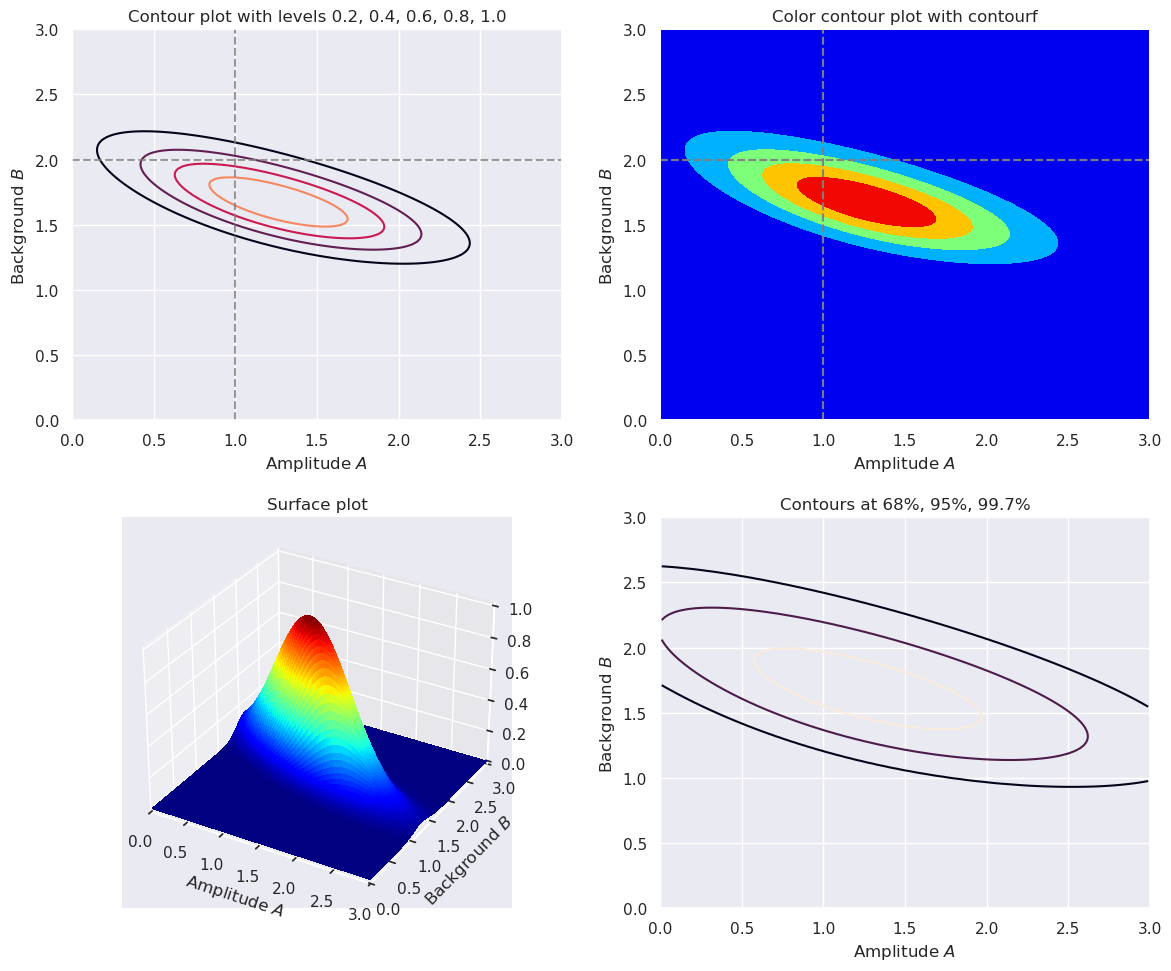 Contour plot with levels 0.2, 0.4, 0.6, 0.8, 1.0
3.0
2.5
2.0
1.5
1.0
0.5
0.0
Background B
0.0 0.5 1.0 1.5 2.0 2.5 3.0
Amplitude A
Color contour plot with contourf
3.0
2.5
2.0
1.5
1.0
0.5
0.0
Background B
0.0 0.5 1.0 1.5 2.0 2.5 3.0
Amplitude A
Surface plot
1.0
0.8
0.6
0.4
0.2
0.0
3.0
2.5
2.0
1.5
1.0
0.5
0.0
Background B
0.0 0.5 1.0 1.5 2.0 2.5 3.0
Amplitude A
Contours at 68%, 95%, 99.7%
3.0
2.5
2.0
1.5
1.0
0.5
0.0
Background B
0.0 0.5 1.0 1.5 2.0 2.5 3.0
Amplitude A